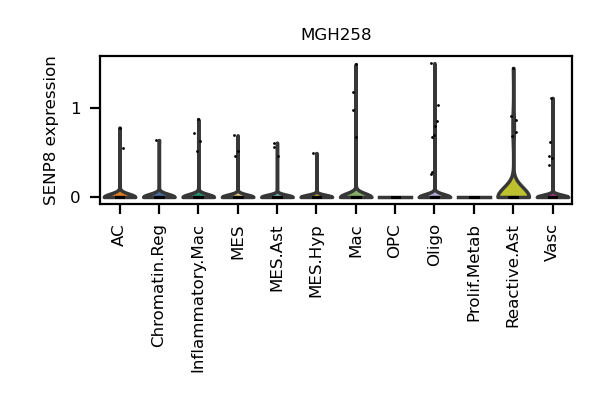 MGH258
SENP8 expression
1
0
AC
Chromatin.Reg
Inflammatory.Mac
MES
MES.Ast
MES.Hyp
Mac
OPC
Oligo
Prolif.Metab
Reactive.Ast
Vasc